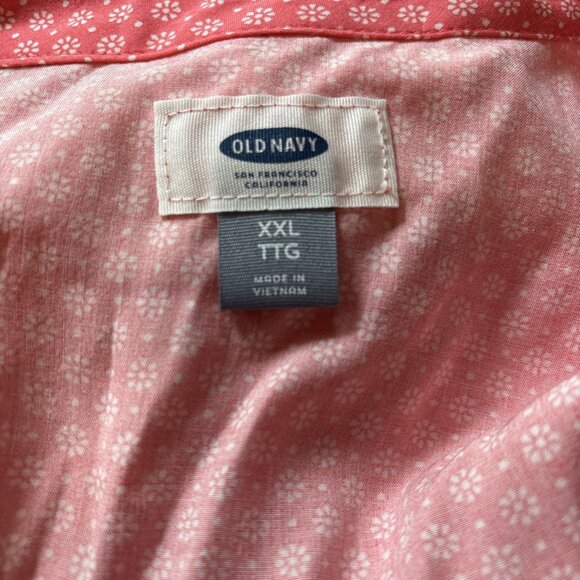 OLD NAVY
SAN FRANCISCO
CALIFORNIA
XXL
TTG
MADE IN
VIETNAM